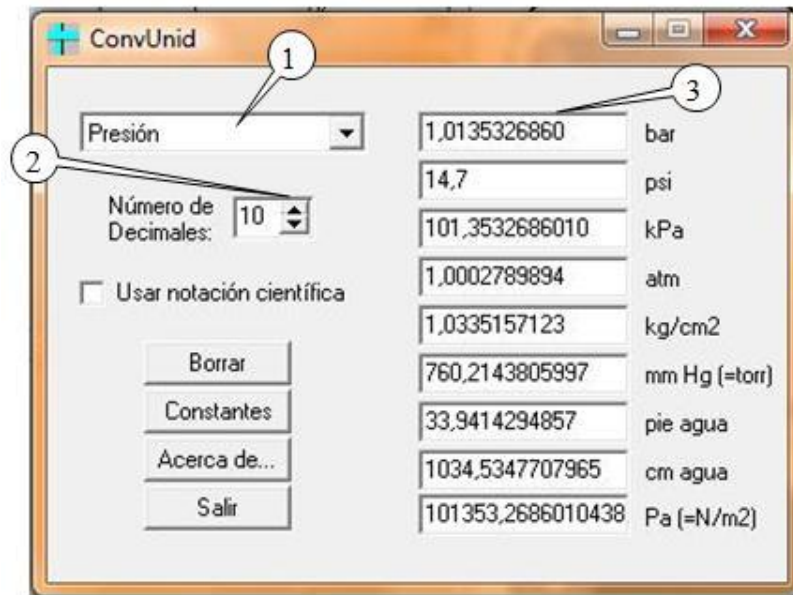 ConvUnid
1
3
Presión
1,0135326860 bar
2
14,7 psi
Número de
Decimales: 10
101,3532686010 kPa
1,0002789894 atm
Usar notación científica
1,0335157123 kg/cm2
Borrar
760,2143805997 mm Hg (=torr)
Constantes
33,9414294857 pie agua
Acerca de...
1034,5347707965 cm agua
Salir
101353,2686010438 Pa (=N/m2)